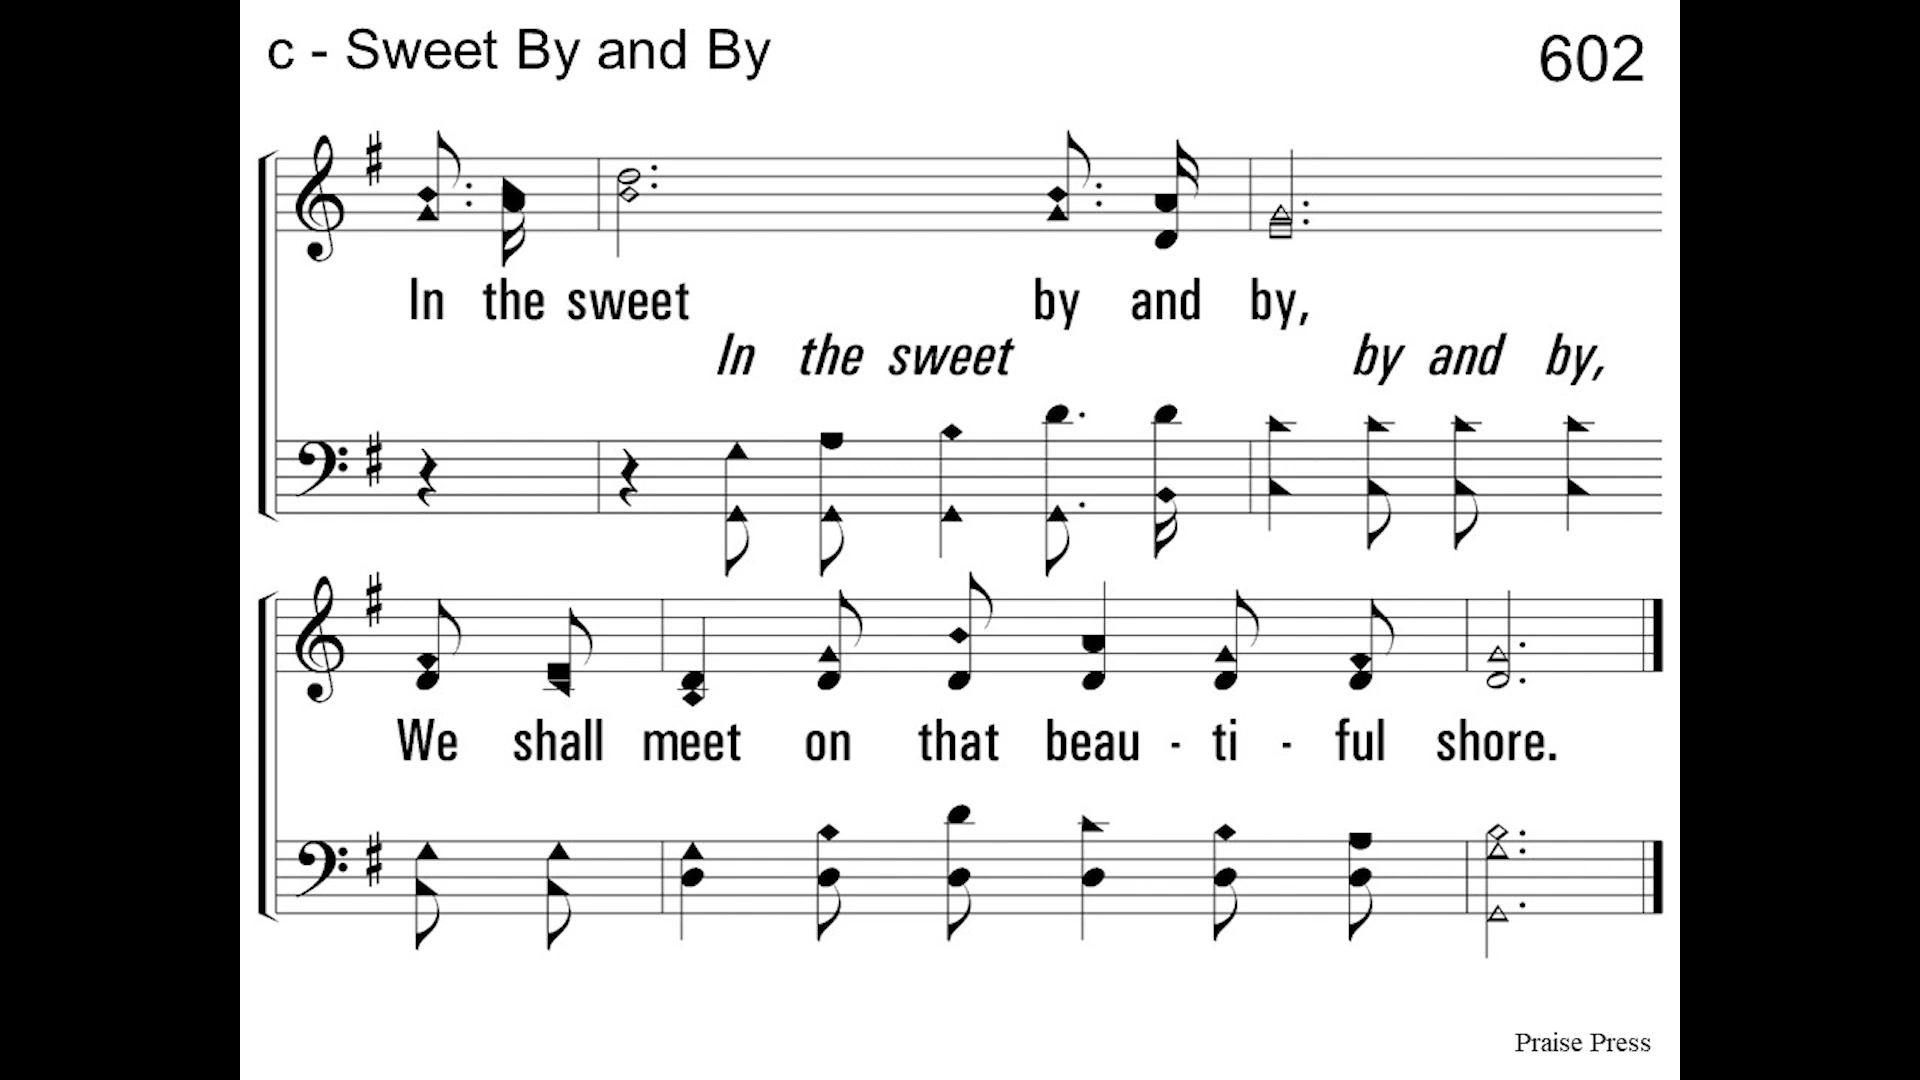 c - Sweet By and By
602
In the sweet by and by,
In the sweet by and by,
We shall meet on that beau - ti - ful shore.
Praise Press